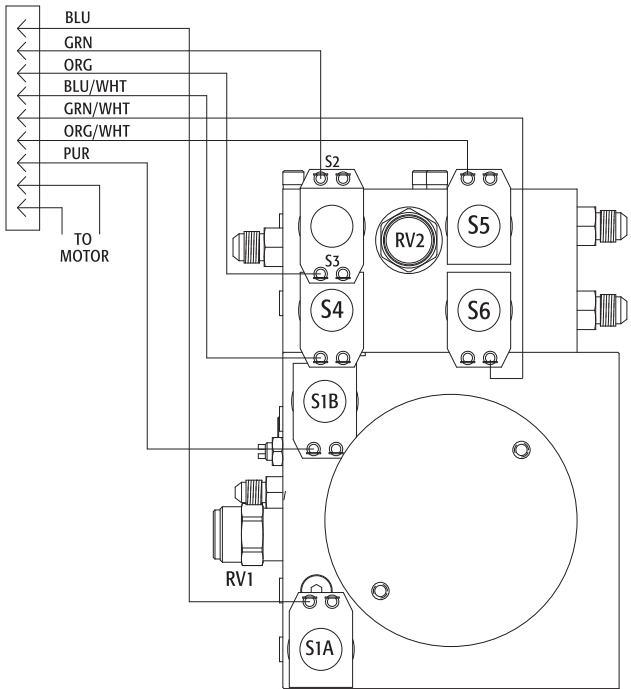 BLU
GRN
ORG
BLU/WHT
GRN/WHT
ORG/WHT
PUR
TO
MOTOR
S2
S3
RV2
S5
S4
S6
S1B
RV1
S1A